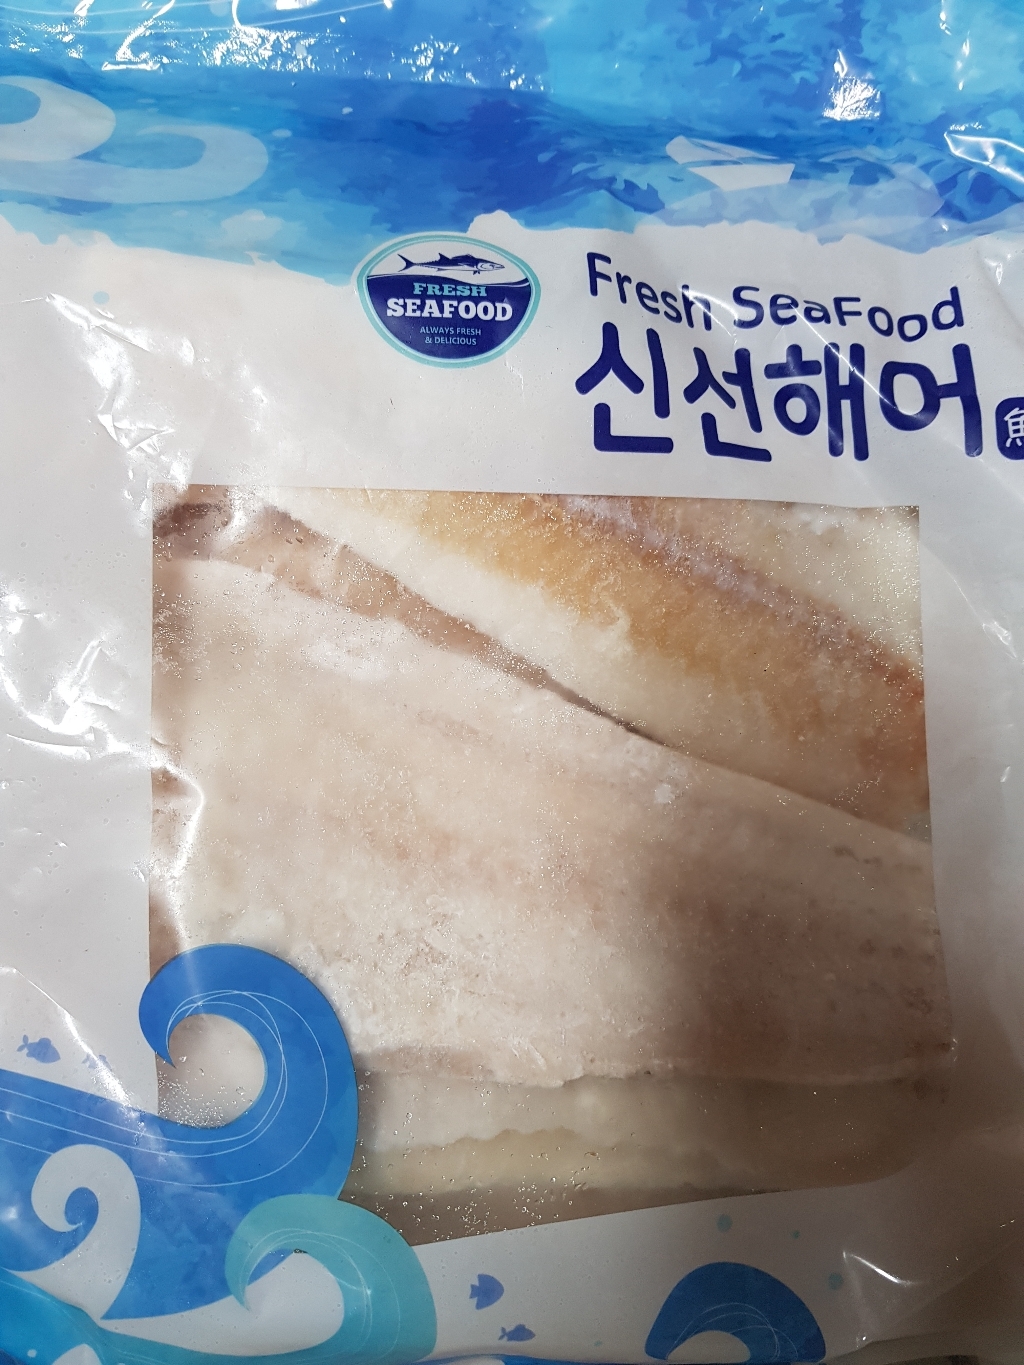 FRESH
SEAFOOD
ALWAYS FRESH
& DELICIOUS
Fresh SeaFood
신선해어